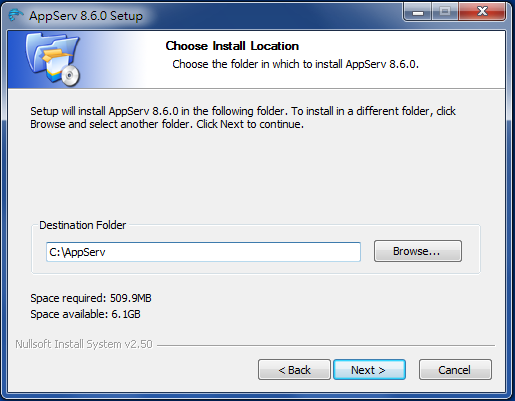 AppServ 8.6.0 Setup
Choose Install Location
Choose the folder in which to install AppServ 8.6.0.
Setup will install AppServ 8.6.0 in the following folder. To install in a different folder, click
Browse and select another folder. Click Next to continue.
Destination Folder
C:\AppServ
Browse...
Space required: 509.9MB
Space available: 6.1GB
Nullsoft Install System v2.50
< Back
Next >
Cancel